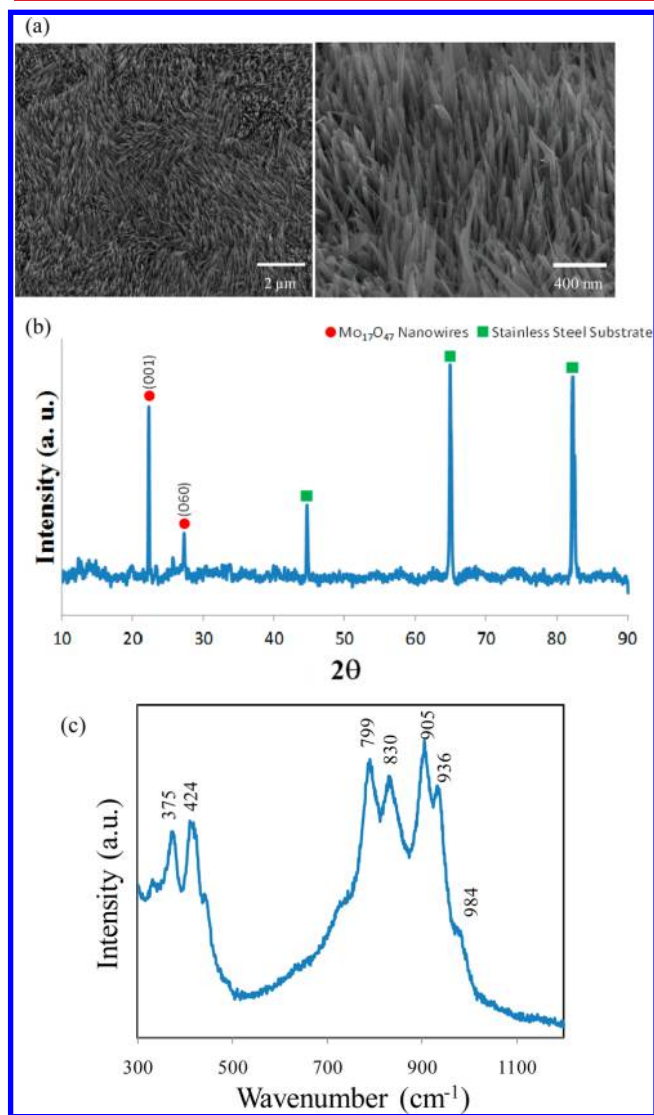 (a)
2 µm
400 nm
(b)
Mo₁₇O₄₇ Nanowires Stainless Steel Substrate
(001)
(060)
Intensity (a. u.)
10 20 30 40 50 60 70 80 90
2θ
(c)
375 424 799 830 905 936 984
Intensity (a.u.)
300 500 700 900 1100
Wavenumber (cm⁻¹)